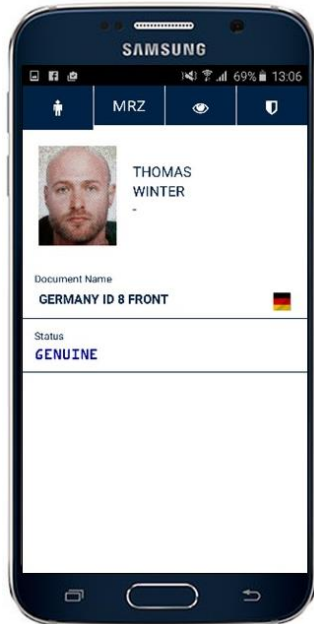 SAMSUNG
69% 13:06
MRZ
THOMAS
WINTER
-
Document Name
GERMANY ID 8 FRONT
Status
GENUINE